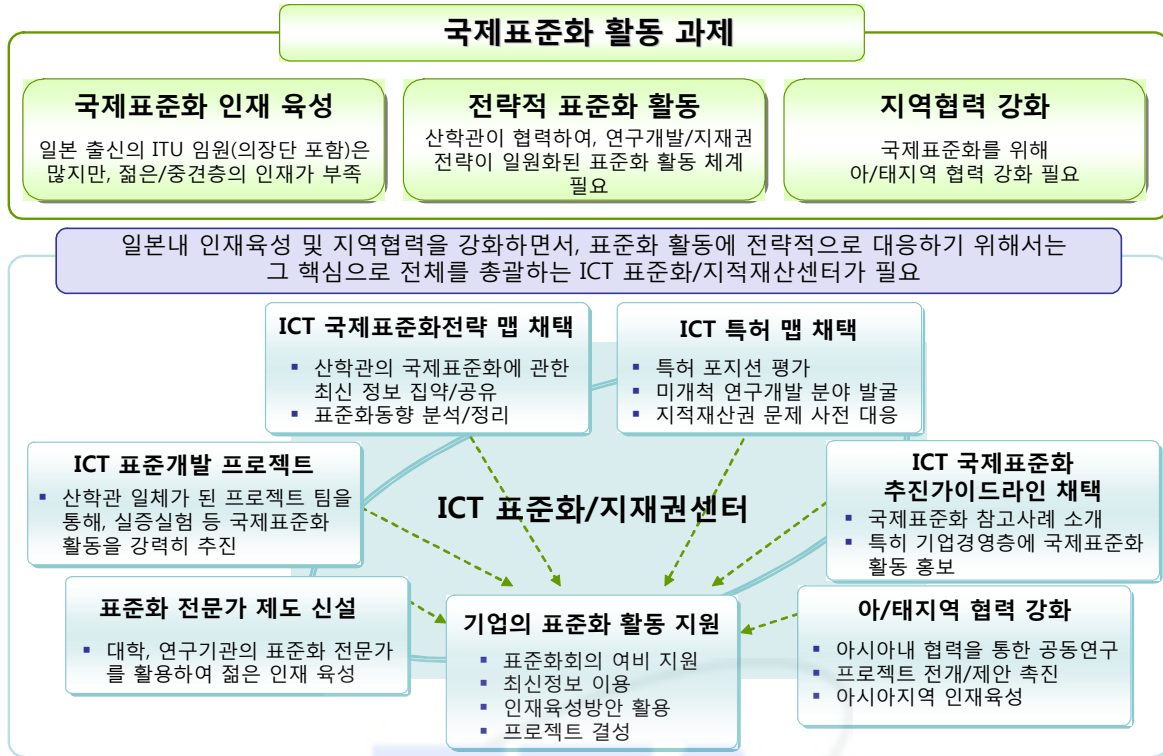 국제표준화 활동 과제
국제표준화 인재 육성
일본 출신의 ITU 임원(의장단 포함)은
많지만, 젊은/중견층의 인재가 부족
전략적 표준화 활동
산학관이 협력하여, 연구개발/지재권
전략이 일원화된 표준화 활동 체계
필요
지역협력 강화
국제표준화를 위해
아/태지역 협력 강화 필요
일본내 인재육성 및 지역협력을 강화하면서, 표준화 활동에 전략적으로 대응하기 위해서는
그 핵심으로 전체를 총괄하는 ICT 표준화/지적재산센터가 필요
ICT 국제표준화전략 맵 채택
▪ 산학관의 국제표준화에 관한
최신 정보 집약/공유
▪ 표준화동향 분석/정리
ICT 특허 맵 채택
▪ 특허 포지션 평가
▪ 미개척 연구개발 분야 발굴
▪ 지적재산권 문제 사전 대응
ICT 표준개발 프로젝트
▪ 산학관 일체가 된 프로젝트 팀을
통해, 실증실험 등 국제표준화
활동을 강력히 추진
ICT 표준화/지재권센터
ICT 국제표준화
추진가이드라인 채택
▪ 국제표준화 참고사례 소개
▪ 특히 기업경영층에 국제표준화
활동 홍보
표준화 전문가 제도 신설
▪ 대학, 연구기관의 표준화 전문가
를 활용하여 젊은 인재 육성
기업의 표준화 활동 지원
▪ 표준화회의 여비 지원
▪ 최신정보 이용
▪ 인재육성방안 활용
▪ 프로젝트 결성
아/태지역 협력 강화
▪ 아시아내 협력을 통한 공동연구
▪ 프로젝트 전개/제안 촉진
▪ 아시아지역 인재육성